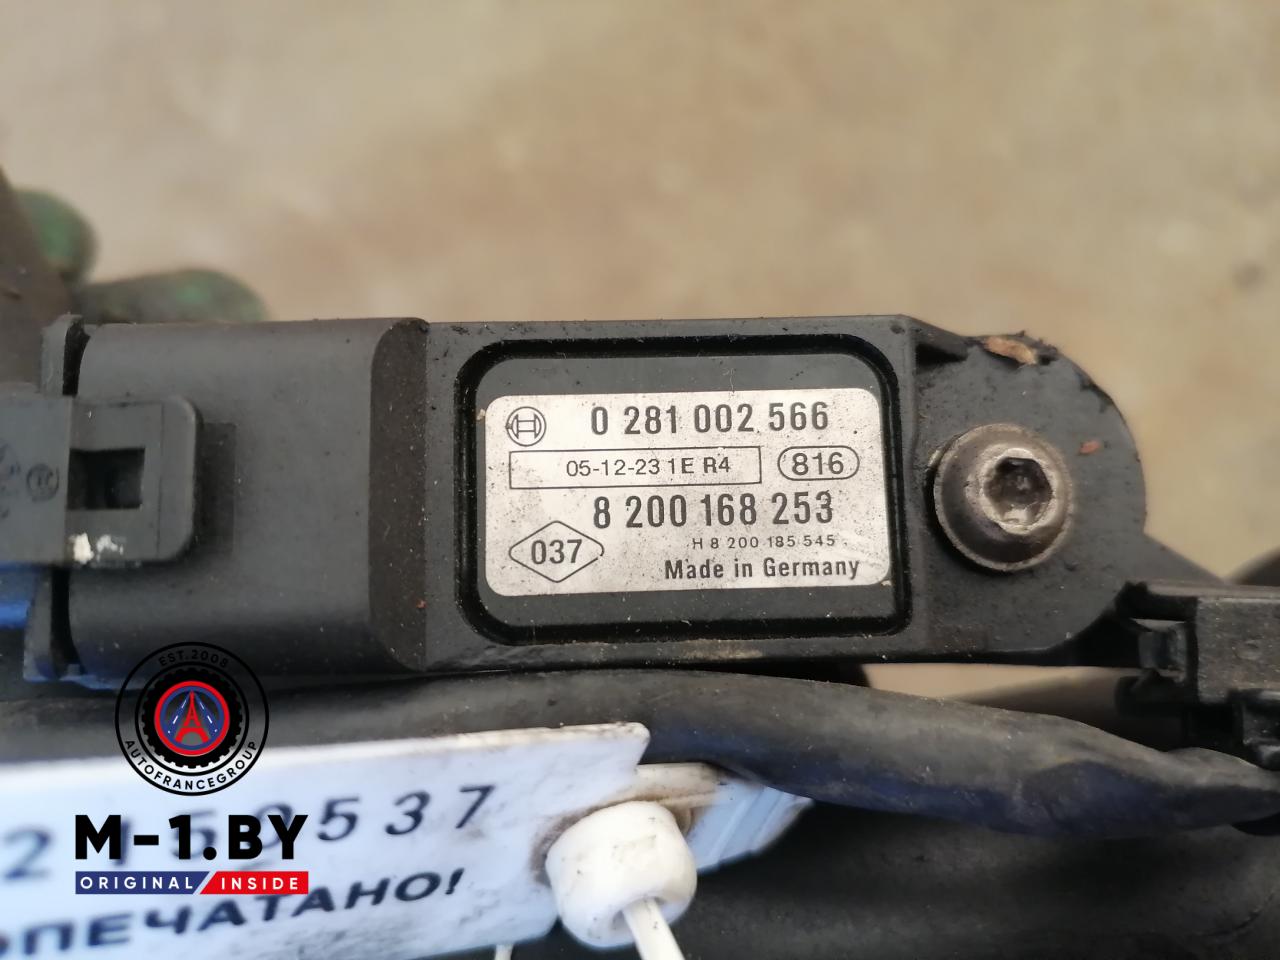 0 281 002 566
05-12-23 1E R4
816
8 200 168 253
037
H 8 200 185 545
Made in Germany
EST.2008
AUTOFRANCEGROUP
537
M-1.BY
ORIGINAL INSIDE